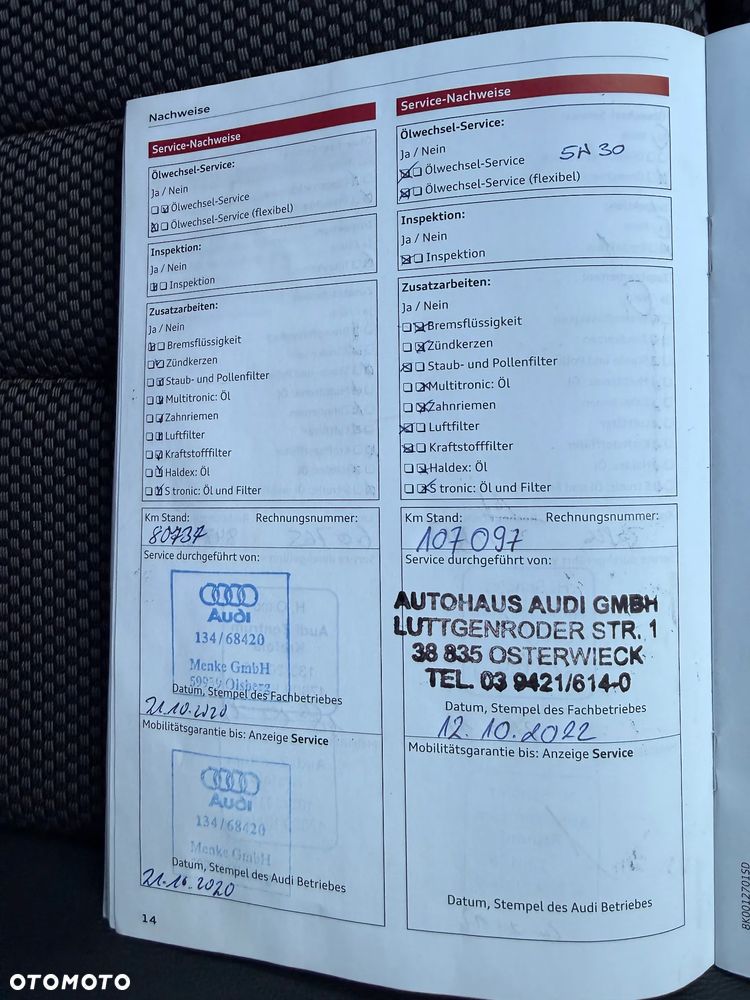 Nachweise
Service-Nachweise
Ölwechsel-Service:
Ja / Nein
Ölwechsel-Service
Ölwechsel-Service (flexibel)
Inspektion:
Ja / Nein
Inspektion
Zusatzarbeiten:
Ja / Nein
Bremsflüssigkeit
Zündkerzen
Staub- und Pollenfilter
Multitronic: Öl
Zahnriemen
Luftfilter
Kraftstofffilter
Haldex: Öl
S tronic: Öl und Filter
Km Stand: Rechnungsnummer:
80737
Service durchgeführt von:
Audi
134/68420
Menke GmbH
59939 Olsberg
Datum, Stempel des Fachbetriebes
21.10.2020
Mobilitätsgarantie bis: Anzeige Service
Audi
134/68420
Menke GmbH
Datum, Stempel des Audi Betriebes
21.10.2020
14
Service-Nachweise
Ölwechsel-Service:
Ja / Nein
Ölwechsel-Service 5W30
Ölwechsel-Service (flexibel)
Inspektion:
Ja / Nein
Inspektion
Zusatzarbeiten:
Ja / Nein
Bremsflüssigkeit
Zündkerzen
Staub- und Pollenfilter
Multitronic: Öl
Zahnriemen
Luftfilter
Kraftstofffilter
Haldex: Öl
S tronic: Öl und Filter
Km Stand: Rechnungsnummer:
107097
Service durchgeführt von:
AUTOHAUS AUDI GMBH
LUTTGENRODER STR. 1
38 835 OSTERWIECK
TEL. 03 9421/614-0
Datum, Stempel des Fachbetriebes
12.10.2022
Mobilitätsgarantie bis: Anzeige Service
Datum, Stempel des Audi Betriebes
8K0012701SD
OTOMOTO